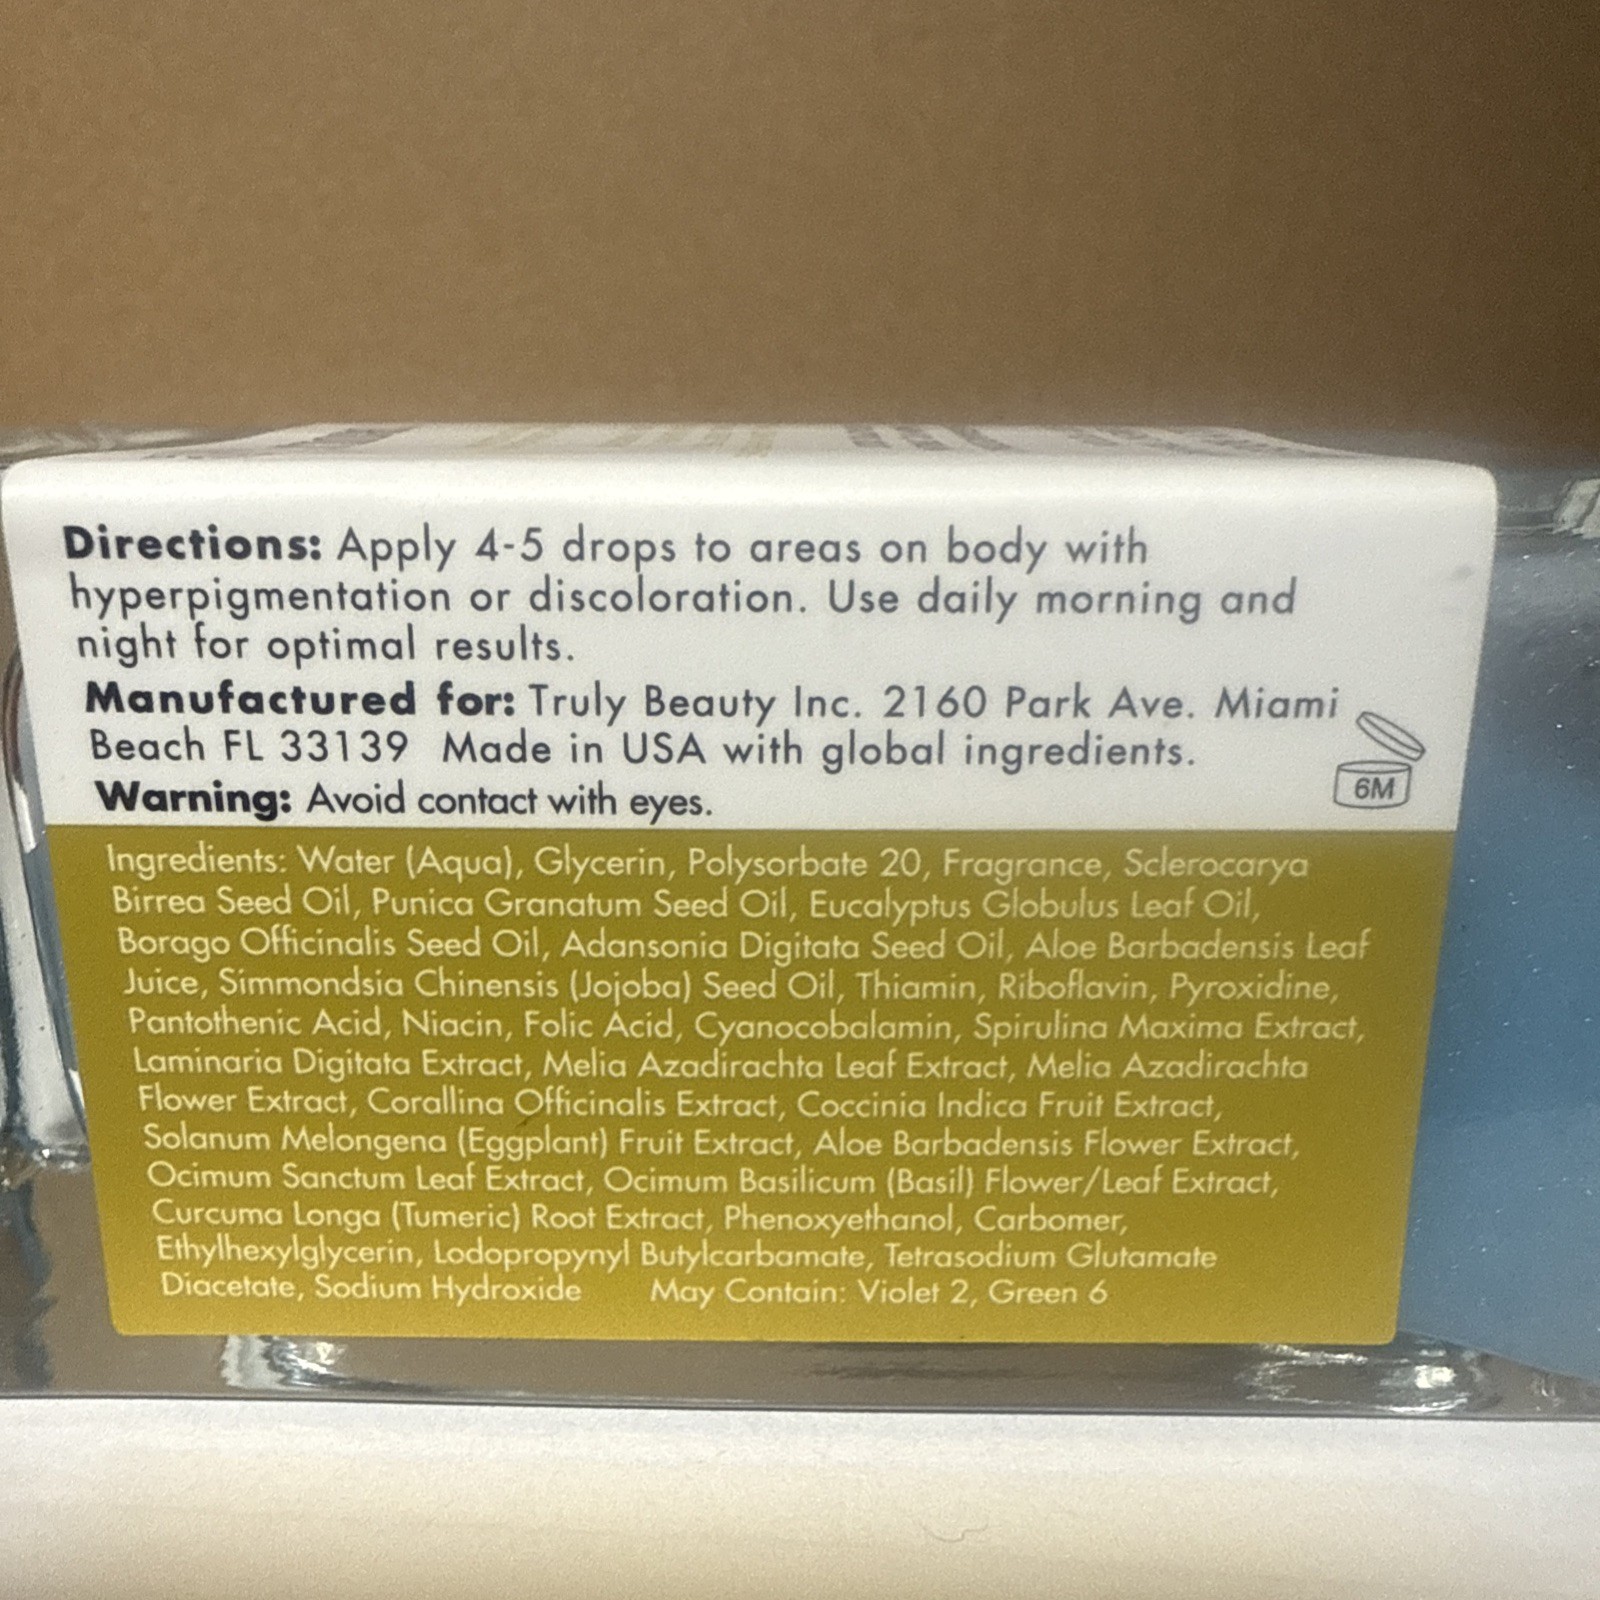 Directions: Apply 4-5 drops to areas on body with
hyperpigmentation or discoloration. Use daily morning and
night for optimal results.
Manufactured for: Truly Beauty Inc. 2160 Park Ave. Miami
Beach FL 33139 Made in USA with global ingredients.
Warning: Avoid contact with eyes.
6M
Ingredients: Water (Aqua), Glycerin, Polysorbate 20, Fragrance, Sclerocarya
Birrea Seed Oil, Punica Granatum Seed Oil, Eucalyptus Globulus Leaf Oil,
Borago Officinalis Seed Oil, Adansonia Digitata Seed Oil, Aloe Barbadensis Leaf
Juice, Simmondsia Chinensis (Jojoba) Seed Oil, Thiamin, Riboflavin, Pyroxidine,
Pantothenic Acid, Niacin, Folic Acid, Cyanocobalamin, Spirulina Maxima Extract,
Laminaria Digitata Extract, Melia Azadirachta Leaf Extract, Melia Azadirachta
Flower Extract, Corallina Officinalis Extract, Coccinia Indica Fruit Extract,
Solanum Melongena (Eggplant) Fruit Extract, Aloe Barbadensis Flower Extract,
Ocimum Sanctum Leaf Extract, Ocimum Basilicum (Basil) Flower/Leaf Extract,
Curcuma Longa (Tumeric) Root Extract, Phenoxyethanol, Carbomer,
Ethylhexylglycerin, Lodopropynyl Butylcarbamate, Tetrasodium Glutamate
Diacetate, Sodium Hydroxide May Contain: Violet 2, Green 6